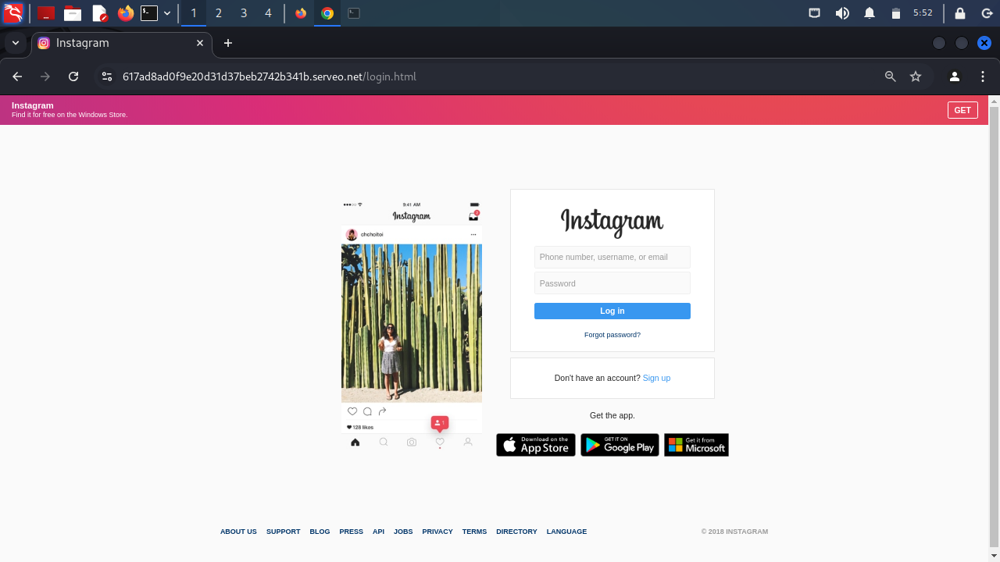 1 2 3 4
5:52
Instagram
617ad8ad0f9e20d31d37beb2742b341b.serveo.net/login.html
Instagram
Find it for free on the Windows Store.
GET
9:41 AM
Instagram
2
chchoitoi
1
128 likes
Instagram
Phone number, username, or email
Password
Log in
Forgot password?
Don't have an account? Sign up
Get the app.
Download on the
App Store
GET IT ON
Google Play
Get it from
Microsoft
ABOUT US SUPPORT BLOG PRESS API JOBS PRIVACY TERMS DIRECTORY LANGUAGE
© 2018 INSTAGRAM